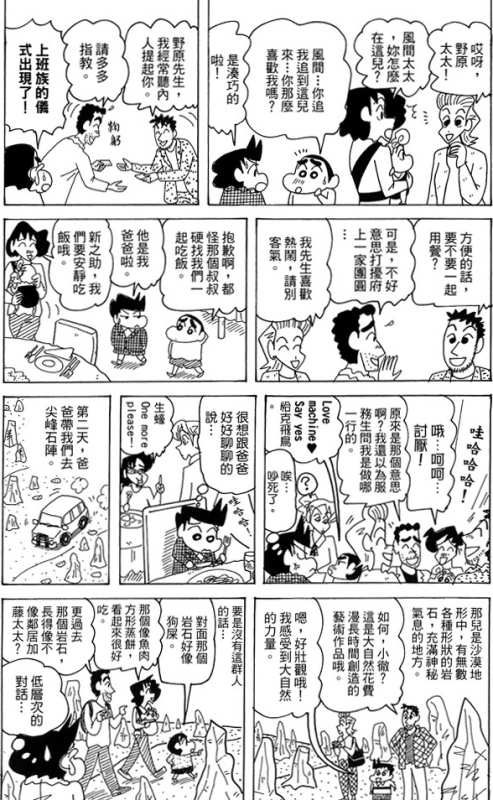 哎呀，
野原
太太！
風間太太
，妳怎麼
在這兒？
風間…你追
我追到這兒
來…你那麼
喜歡我嗎？
是湊巧的
啦！
野原先生，
我經常聽內
人提起你。
鞠躬
請多多
指教。
上班族的儀
式出現了！
方便的話，
要不要一起
用餐？
可是，不好
意思打擾府
上一家團圓
…
我先生喜歡
熱鬧，請別
客氣。
抱歉啊，都
怪那個叔叔
硬找我們一
起吃飯。
他是我
爸爸啦。
新之助，我
們要安靜吃
飯哦。
哇哈哈哈！
哦…呵呵…
討厭！
原來是那個意思
啊？我還以為服
務生問我是做哪
一行的。
Love
machine♥
Say yes
給克飛鳥
？
唉…
吵死了。
很想跟爸爸
好好聊聊的
說…
生蠔
One more
please…
第二天，爸
爸帶我們去
尖峰石陣。
那兒是沙漠地
形中，有無數
各種形狀的岩
石，充滿神秘
氣息的地方。
如何，小徹？
這是大自然花費
漫長時間創造的
藝術作品哦。
嗯，好壯觀哦！
我感受到大自然
的力量。
要是沒有這群人
的話…
對面那個
岩石好像
狗屎。
那個像魚肉
方形蒸餅，
看起來很好
吃。
更過去
那個岩石，
長得像不
像鄰居加
藤太太？
低層次的
對話…